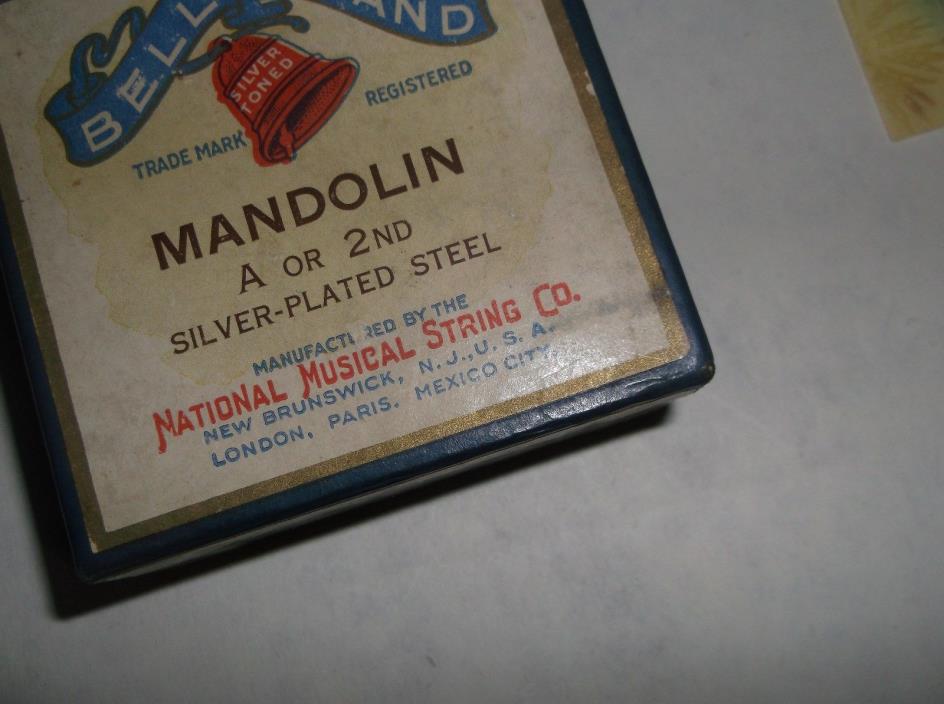 BELL BRAND
SILVER
TONED
TRADE MARK REGISTERED
MANDOLIN
A OR 2ND
SILVER-PLATED STEEL
MANUFACTURED BY THE
NATIONAL MUSICAL STRING CO.
NEW BRUNSWICK, N.J., U.S.A.
LONDON, PARIS, MEXICO CITY.